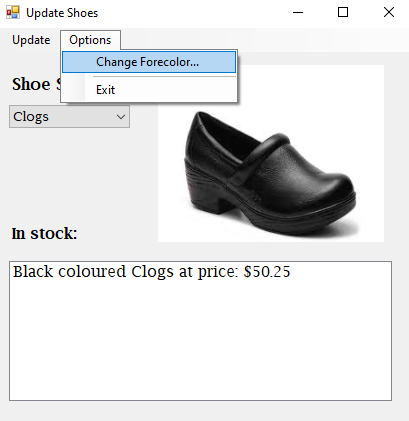 Update Shoes
Update Options
Change Forecolor...
Shoe
Exit
Clogs
In stock:
Black coloured Clogs at price: $50.25